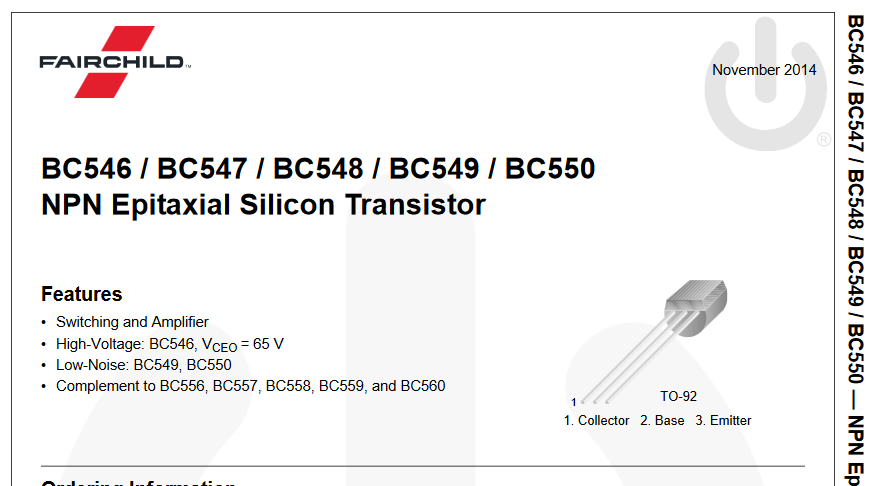 FAIRCHILD™
November 2014
®
BC546 / BC547 / BC548 / BC549 / BC550
NPN Epitaxial Silicon Transistor
Features
• Switching and Amplifier
• High-Voltage: BC546, VCEO = 65 V
• Low-Noise: BC549, BC550
• Complement to BC556, BC557, BC558, BC559, and BC560
1
TO-92
1. Collector 2. Base 3. Emitter
Ordering Information
BC546 / BC547 / BC548 / BC549 / BC550 — NPN Ep